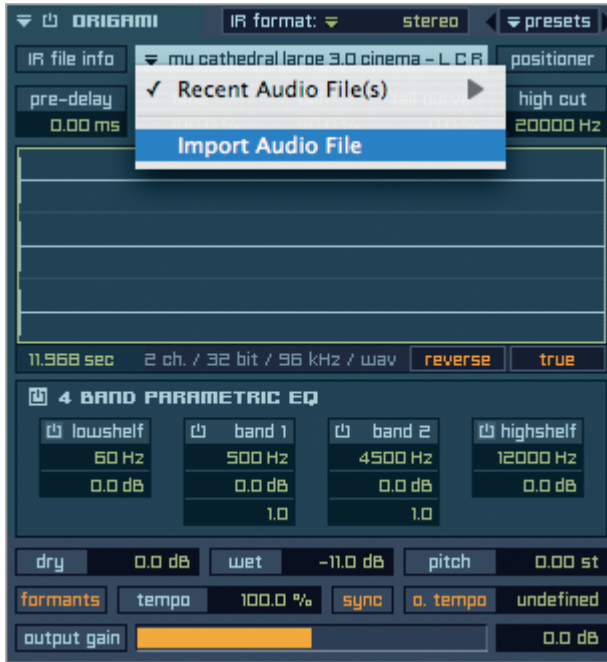 ORIGAMI IR format: stereo presets
IR file info my cathedral large 3.0 cinema - L C R positioner
✓ Recent Audio File(s)
pre-delay high cut
0.00 ms 20000 Hz
Import Audio File
11.968 sec 2 ch. / 32 bit / 96 kHz / wav reverse true
4 BAND PARAMETRIC EQ
lowshelf band 1 band 2 highshelf
60 Hz 500 Hz 4500 Hz 12000 Hz
0.0 dB 0.0 dB 0.0 dB 0.0 dB
1.0 1.0
dry 0.0 dB wet -11.0 dB pitch 0.00 st
formants tempo 100.0 % sync o. tempo undefined
output gain 0.0 dB